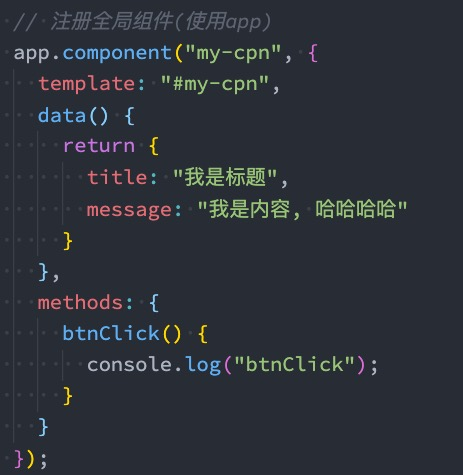 // 注册全局组件(使用app)
app.component("my-cpn", {
  template: "#my-cpn",
  data() {
    return {
      title: "我是标题",
      message: "我是内容, 哈哈哈哈"
    }
  },
  methods: {
    btnClick() {
      console.log("btnClick");
    }
  }
});